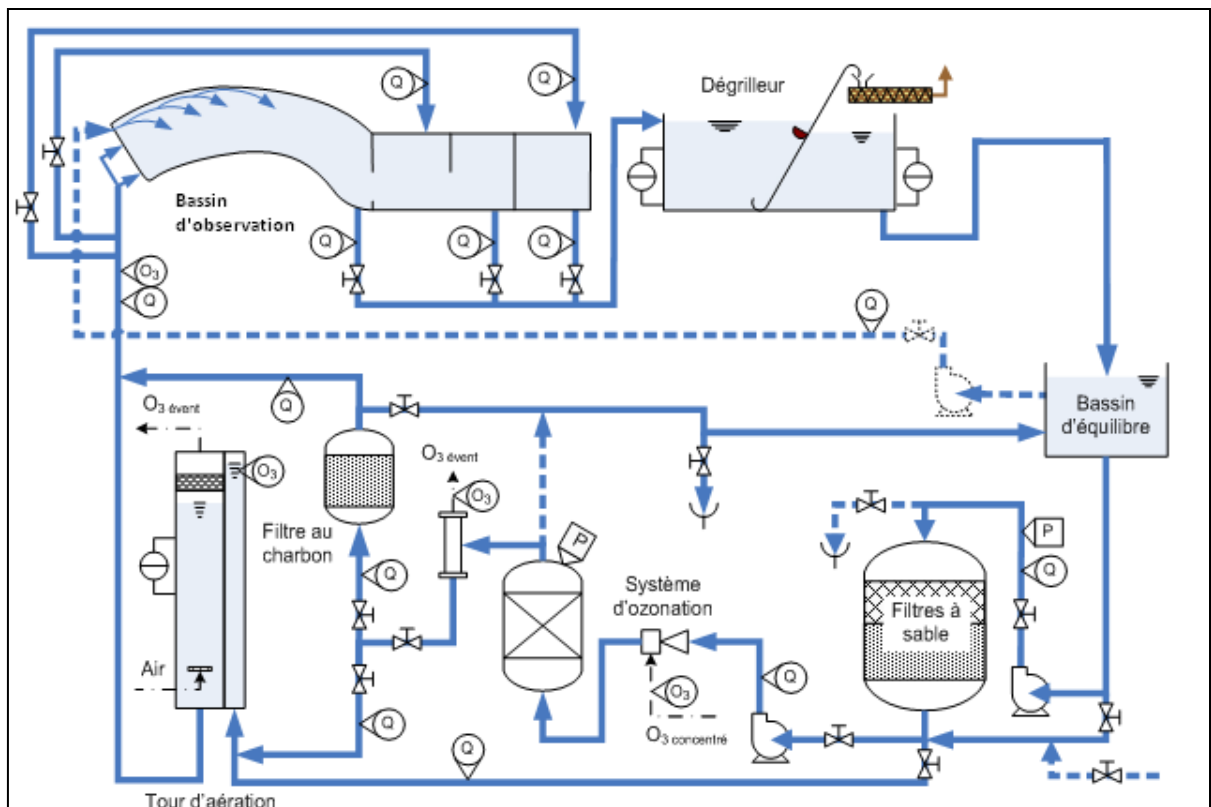 Q
Q
Dégrilleur
Bassin
d'observation
Q
Q
Q
O3
Q
Q
Q
O3 évent
O3
Bassin
d'équilibre
O3 évent
O3
Filtre au
charbon
P
P
Q
Q
Système
d'ozonation
Filtres à
sable
Air
Q
O3
Q
O3 concentré
Q
Tour d'aération